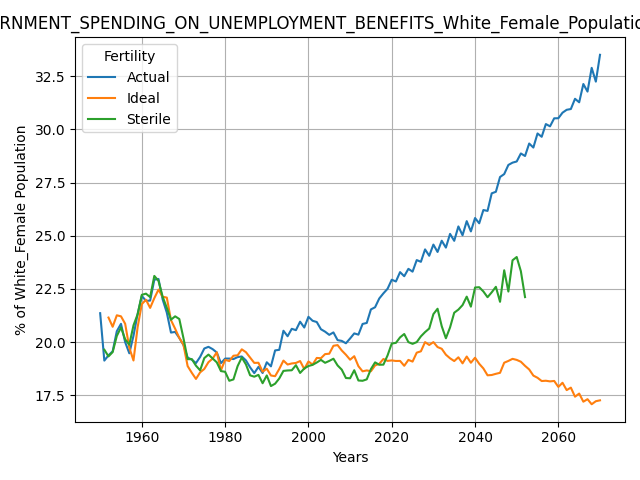 RNMENT_SPENDING_ON_UNEMPLOYMENT_BENEFITS_White_Female_Populatio
Fertility
Actual
Ideal
Sterile
% of White_Female Population
32.5
30.0
27.5
25.0
22.5
20.0
17.5
1960
1980
2000
2020
2040
2060
Years